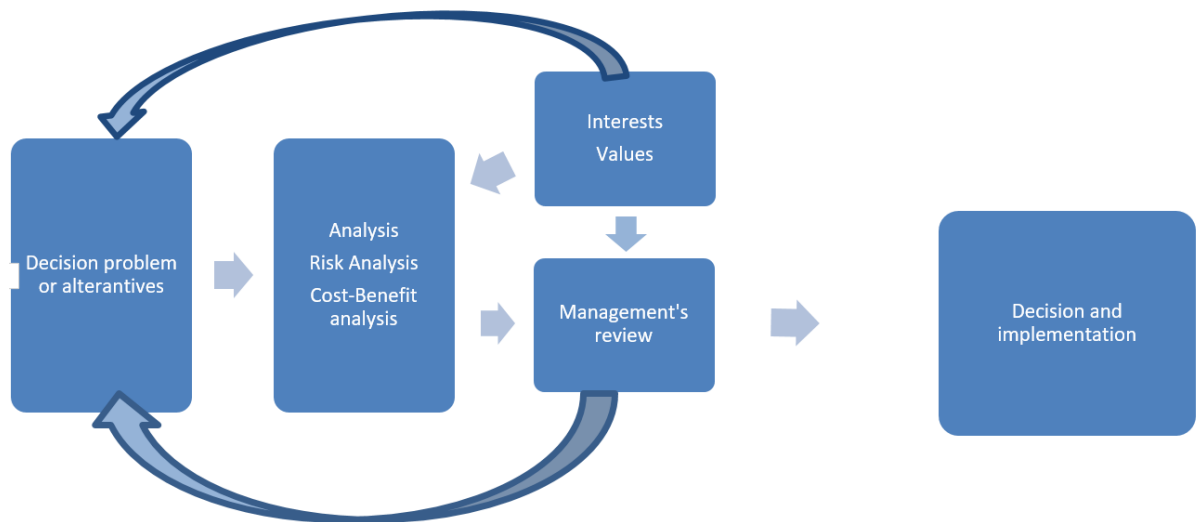 Decision problem
or alterantives
Analysis
Risk Analysis
Cost-Benefit
analysis
Interests
Values
Management's
review
Decision and
implementation